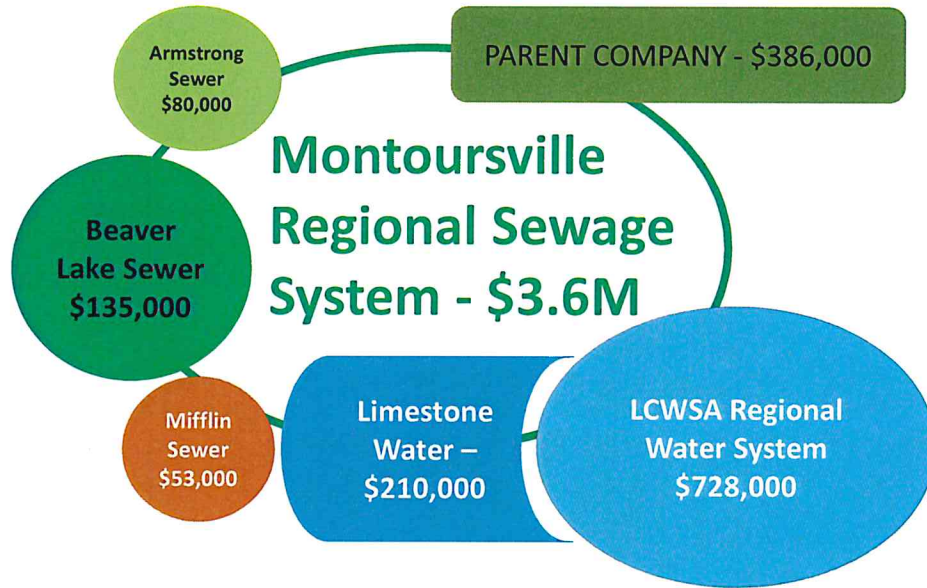 Armstrong
Sewer
$80,000
PARENT COMPANY - $386,000
Montoursville
Regional Sewage
System - $3.6M
Beaver
Lake Sewer
$135,000
Mifflin
Sewer
$53,000
Limestone
Water –
$210,000
LCWSA Regional
Water System
$728,000